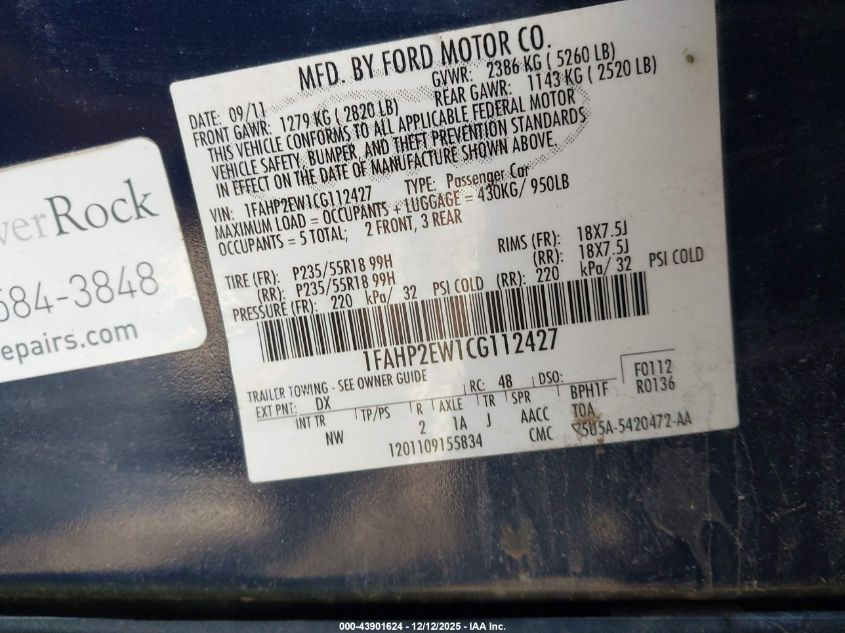 MFD. BY FORD MOTOR CO.
DATE: 09/11 GVWR: 2386 KG ( 5260 LB)
FRONT GAWR: 1279 KG ( 2820 LB) REAR GAWR: 1143 KG ( 2520 LB)
THIS VEHICLE CONFORMS TO ALL APPLICABLE FEDERAL MOTOR
VEHICLE SAFETY, BUMPER, AND THEFT PREVENTION STANDARDS
IN EFFECT ON THE DATE OF MANUFACTURE SHOWN ABOVE.
VIN: 1FAHP2EW1CG112427 TYPE: Passenger Car
MAXIMUM LOAD = OCCUPANTS + LUGGAGE = 430KG/ 950LB
OCCUPANTS = 5 TOTAL; 2 FRONT, 3 REAR
TIRE (FR): P235/55R18 99H RIMS (FR): 18X7.5J
(RR): P235/55R18 99H (RR): 18X7.5J
PRESSURE (FR): 220 kPa/ 32 PSI COLD (RR): 220 kPa/ 32 PSI COLD
1FAHP2EW1CG112427
TRAILER TOWING - SEE OWNER GUIDE
EXT PNT: DX RC: 48 DSO: F0112
R0136
INT TR TP/PS R AXLE TR SPR BPH1F
NW 2 1A J AACC TOA
1201109155834 CMC 5U5A-5420472-AA
verRock
684-3848
epairs.com
000-43901624 - 12/12/2025 - IAA Inc.